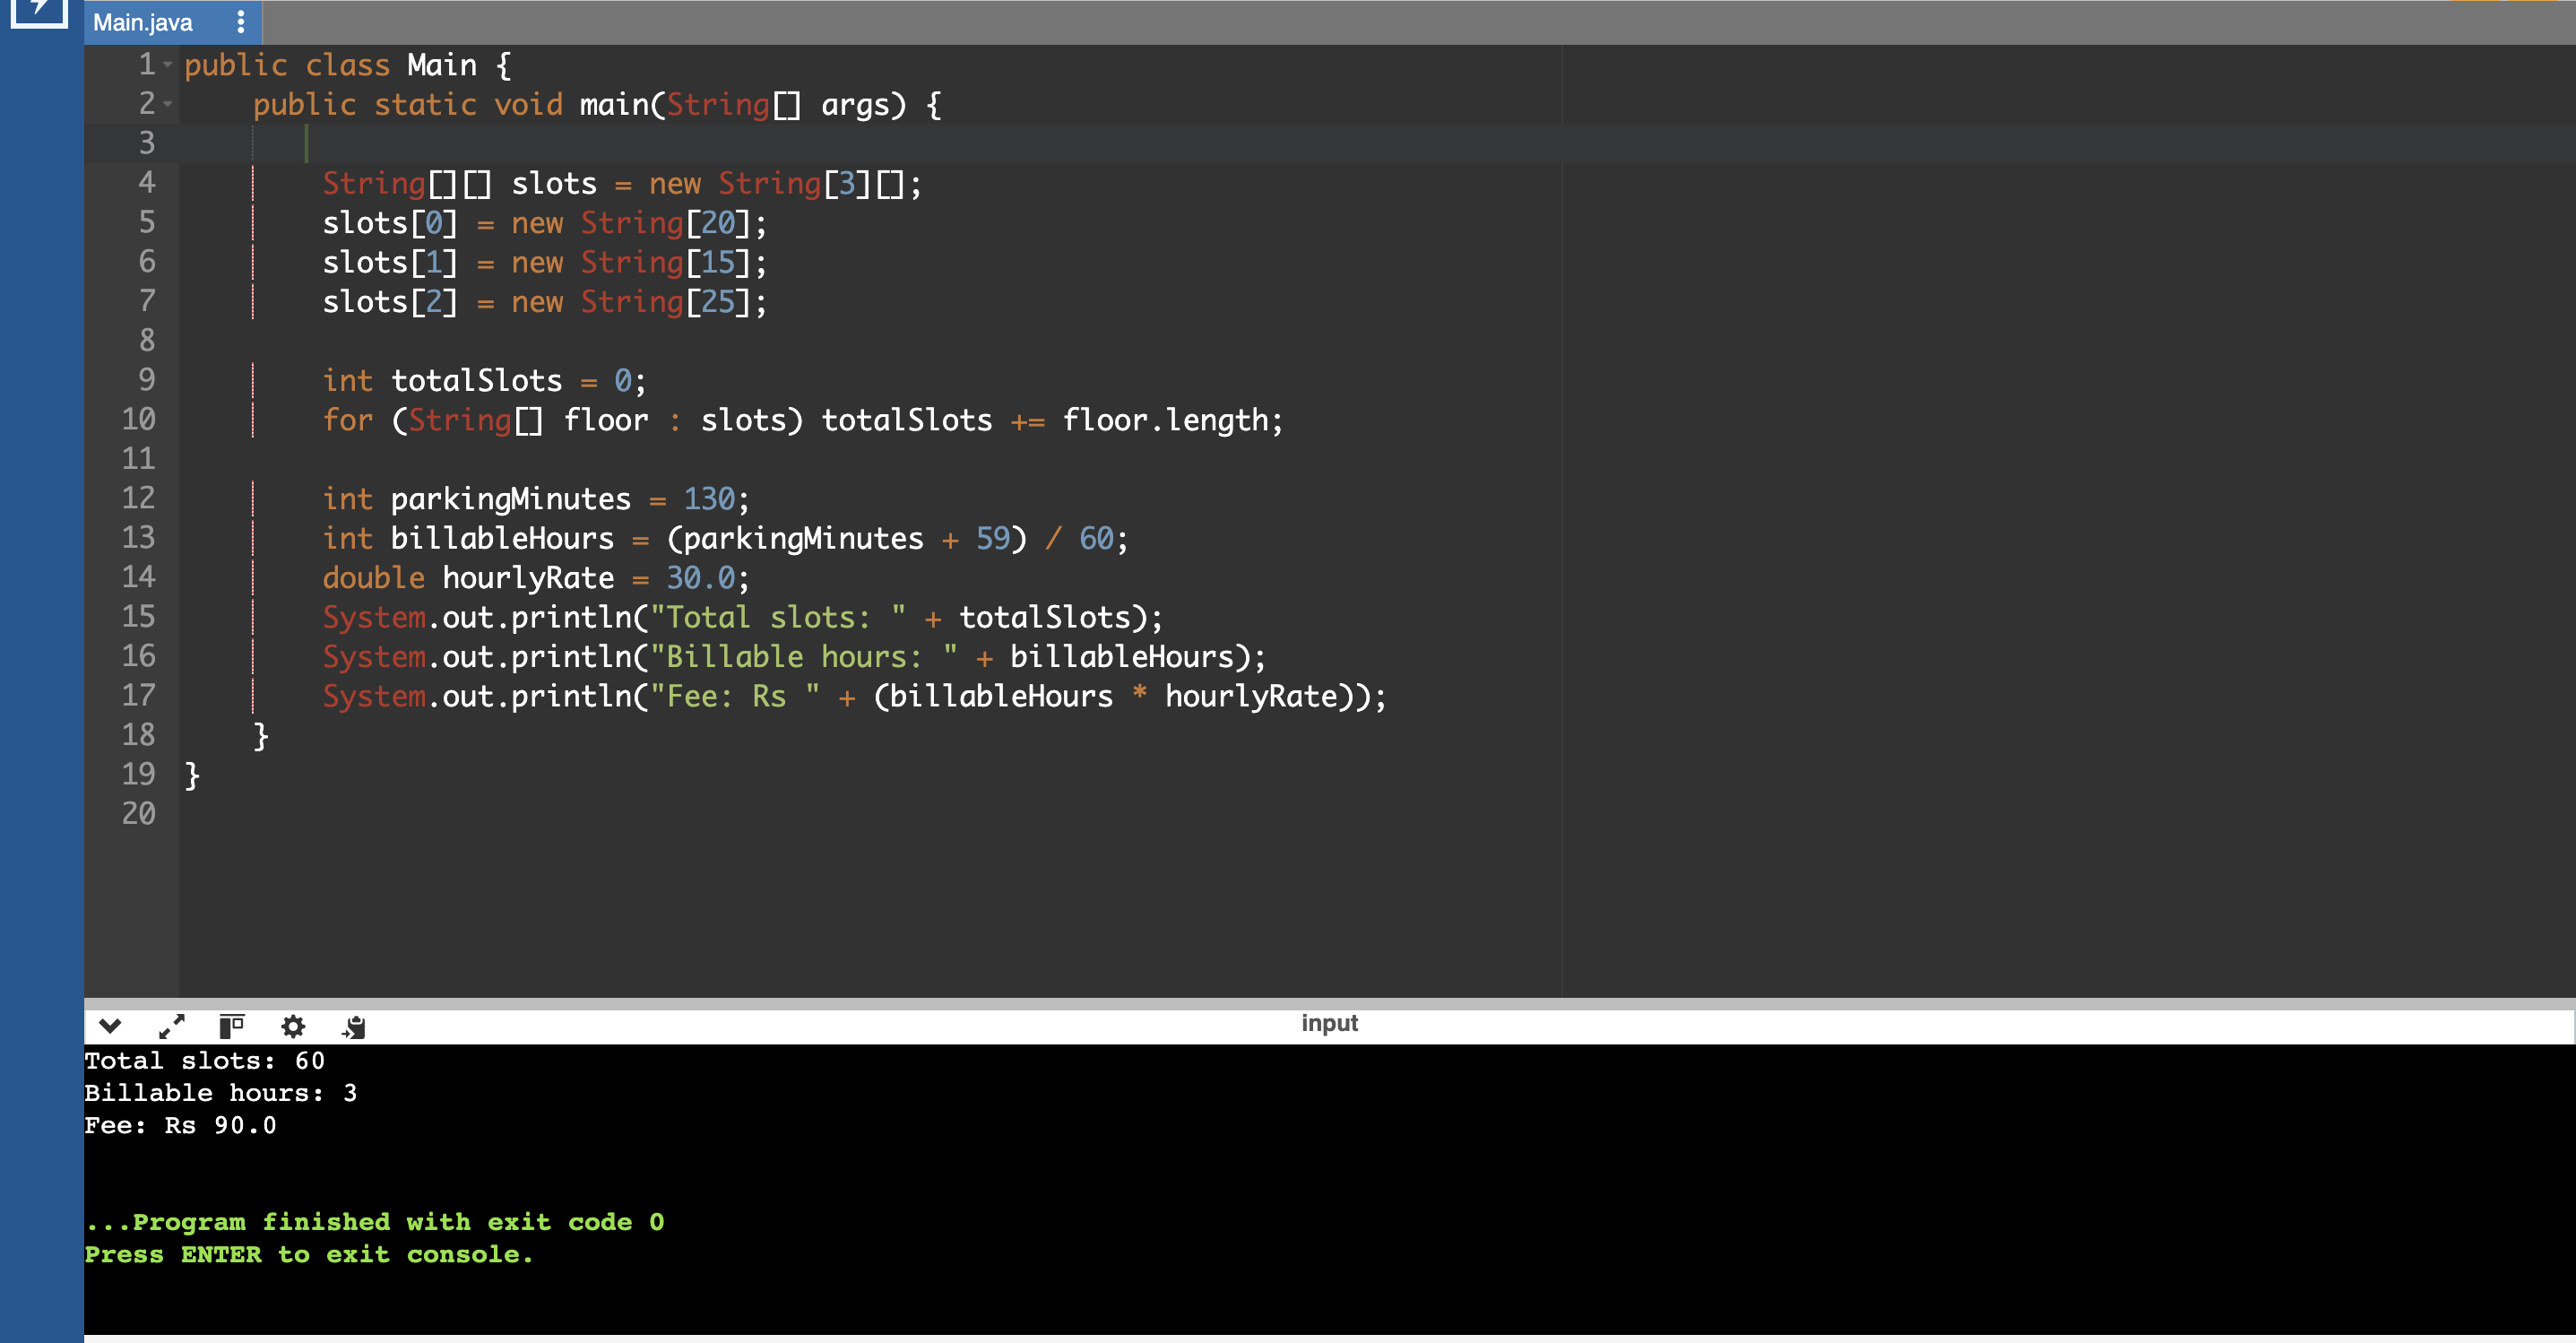 Main.java
1 public class Main {
2     public static void main(String[] args) {
3
4         String[][] slots = new String[3][];
5         slots[0] = new String[20];
6         slots[1] = new String[15];
7         slots[2] = new String[25];
8
9         int totalSlots = 0;
10         for (String[] floor : slots) totalSlots += floor.length;
11
12         int parkingMinutes = 130;
13         int billableHours = (parkingMinutes + 59) / 60;
14         double hourlyRate = 30.0;
15         System.out.println("Total slots: " + totalSlots);
16         System.out.println("Billable hours: " + billableHours);
17         System.out.println("Fee: Rs " + (billableHours * hourlyRate));
18     }
19 }
20
input
Total slots: 60
Billable hours: 3
Fee: Rs 90.0
...Program finished with exit code 0
Press ENTER to exit console.